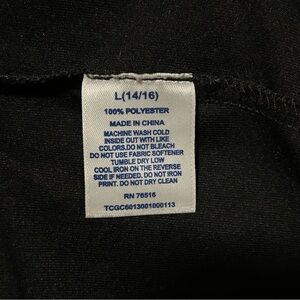 L(14/16)
100% POLYESTER
MADE IN CHINA
MACHINE WASH COLD
INSIDE OUT WITH LIKE
COLORS.DO NOT BLEACH
DO NOT USE FABRIC SOFTENER
TUMBLE DRY LOW
COOL IRON ON THE REVERSE
SIDE IF NEEDED. DO NOT IRON
PRINT. DO NOT DRY CLEAN
RN 76516
TCGC6013001000113